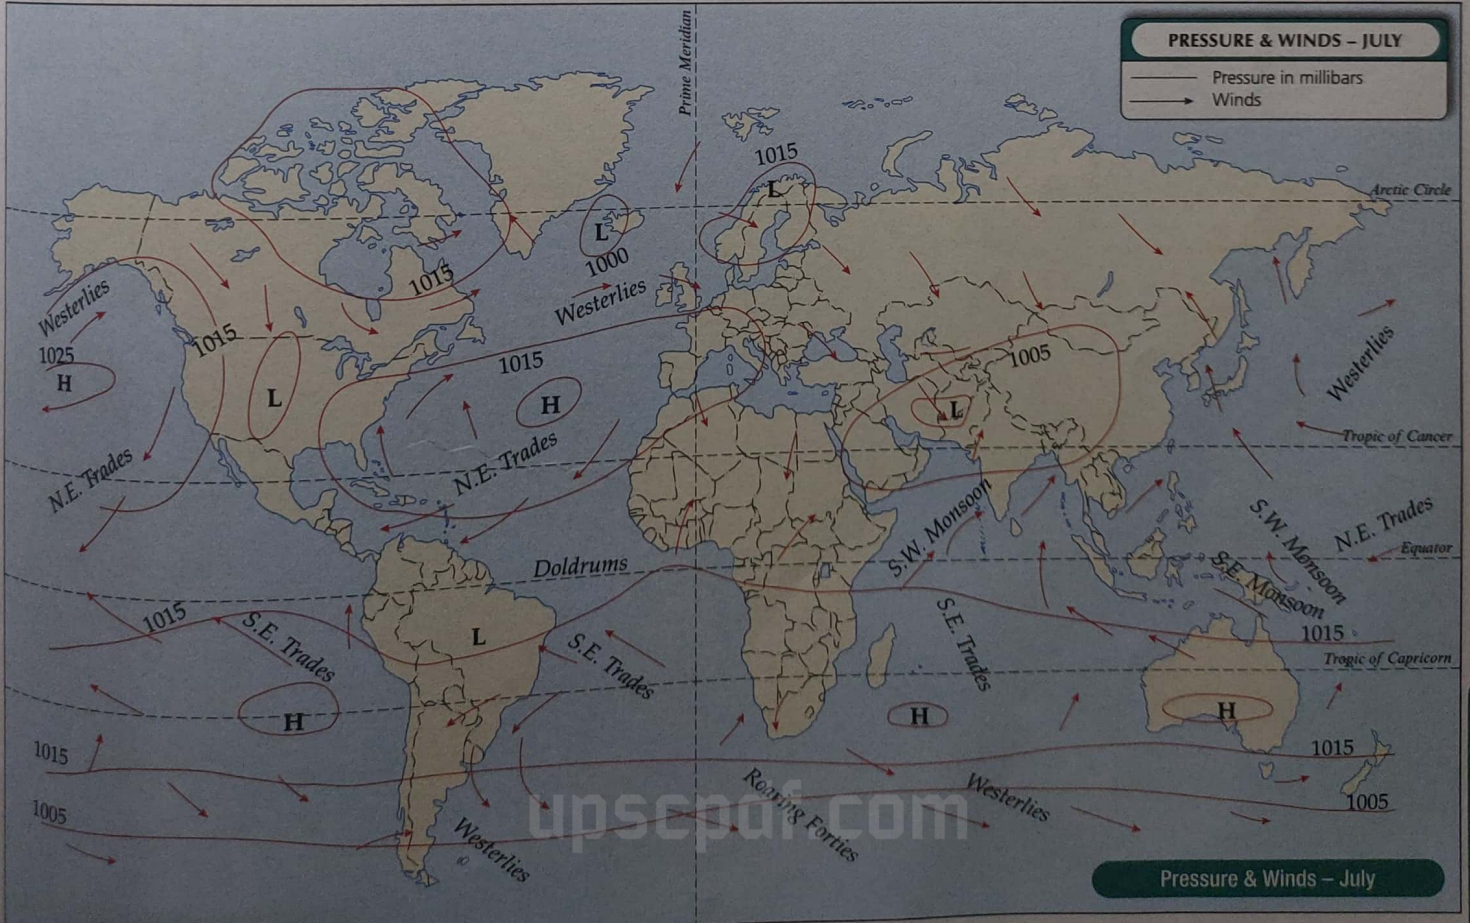 PRESSURE & WINDS – JULY
Pressure in millibars
Winds
Prime Meridian
1015
L
Arctic Circle
L
1000
1015
Westerlies
Westerlies
1015
1015
1005
1025
H
L
H
L
Westerlies
Tropic of Cancer
N.E. Trades
N.E. Trades
S.W. Monsoon
S.W. Monsoon
N.E. Trades
Equator
Doldrums
S.E. Monsoon
1015
S.E. Trades
L
S.E. Trades
S.E. Trades
1015
Tropic of Capricorn
H
H
H
1015
1015
Roaring Forties
Westerlies
1005
1005
Westerlies
upscpdf.com
Pressure & Winds – July